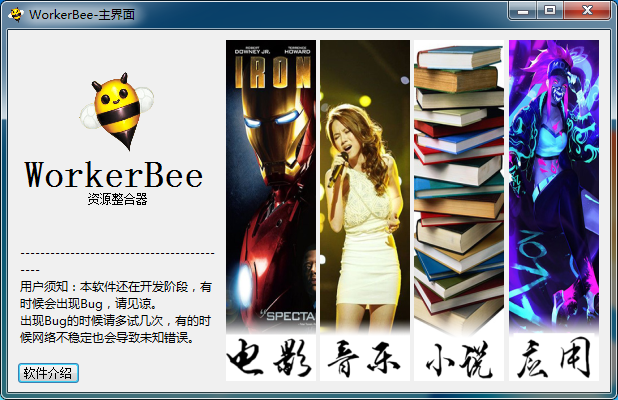 WorkerBee-主界面
WorkerBee
资源整合器
用户须知：本软件还在开发阶段，有
时候会出现Bug，请见谅。
出现Bug的时候请多试几次，有的时
候网络不稳定也会导致未知错误。
软件介绍
ROBERT DOWNEY JR.
TERRENCE HOWARD
IRON
SPECTA
电影
音乐
小说
应用